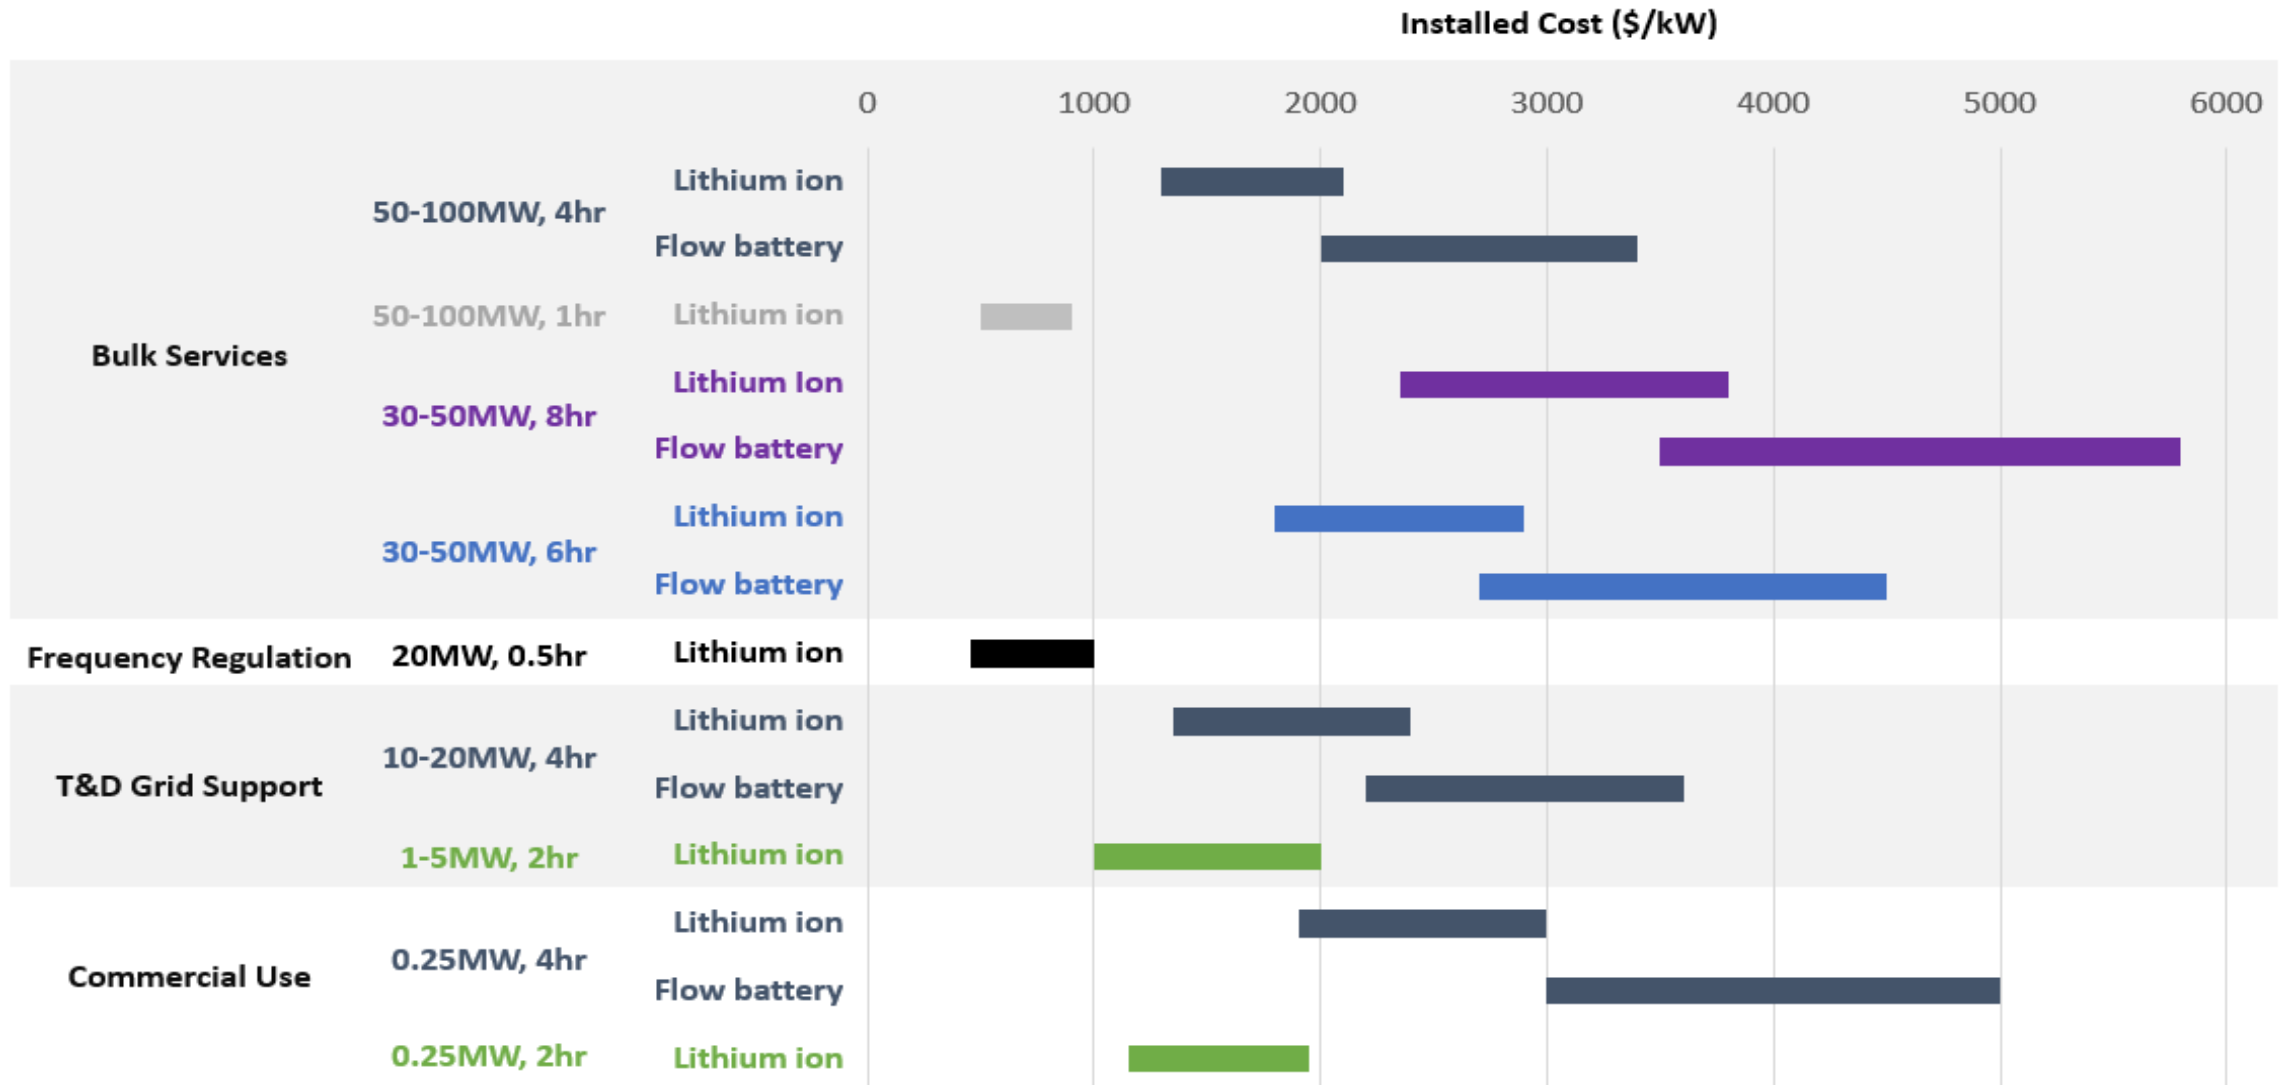 Installed Cost ($/kW)
0 1000 2000 3000 4000 5000 6000
Bulk Services
50-100MW, 4hr
Lithium ion
Flow battery
50-100MW, 1hr
Lithium ion
30-50MW, 8hr
Lithium Ion
Flow battery
30-50MW, 6hr
Lithium ion
Flow battery
Frequency Regulation
20MW, 0.5hr
Lithium ion
T&D Grid Support
10-20MW, 4hr
Lithium ion
Flow battery
1-5MW, 2hr
Lithium ion
Commercial Use
0.25MW, 4hr
Lithium ion
Flow battery
0.25MW, 2hr
Lithium ion